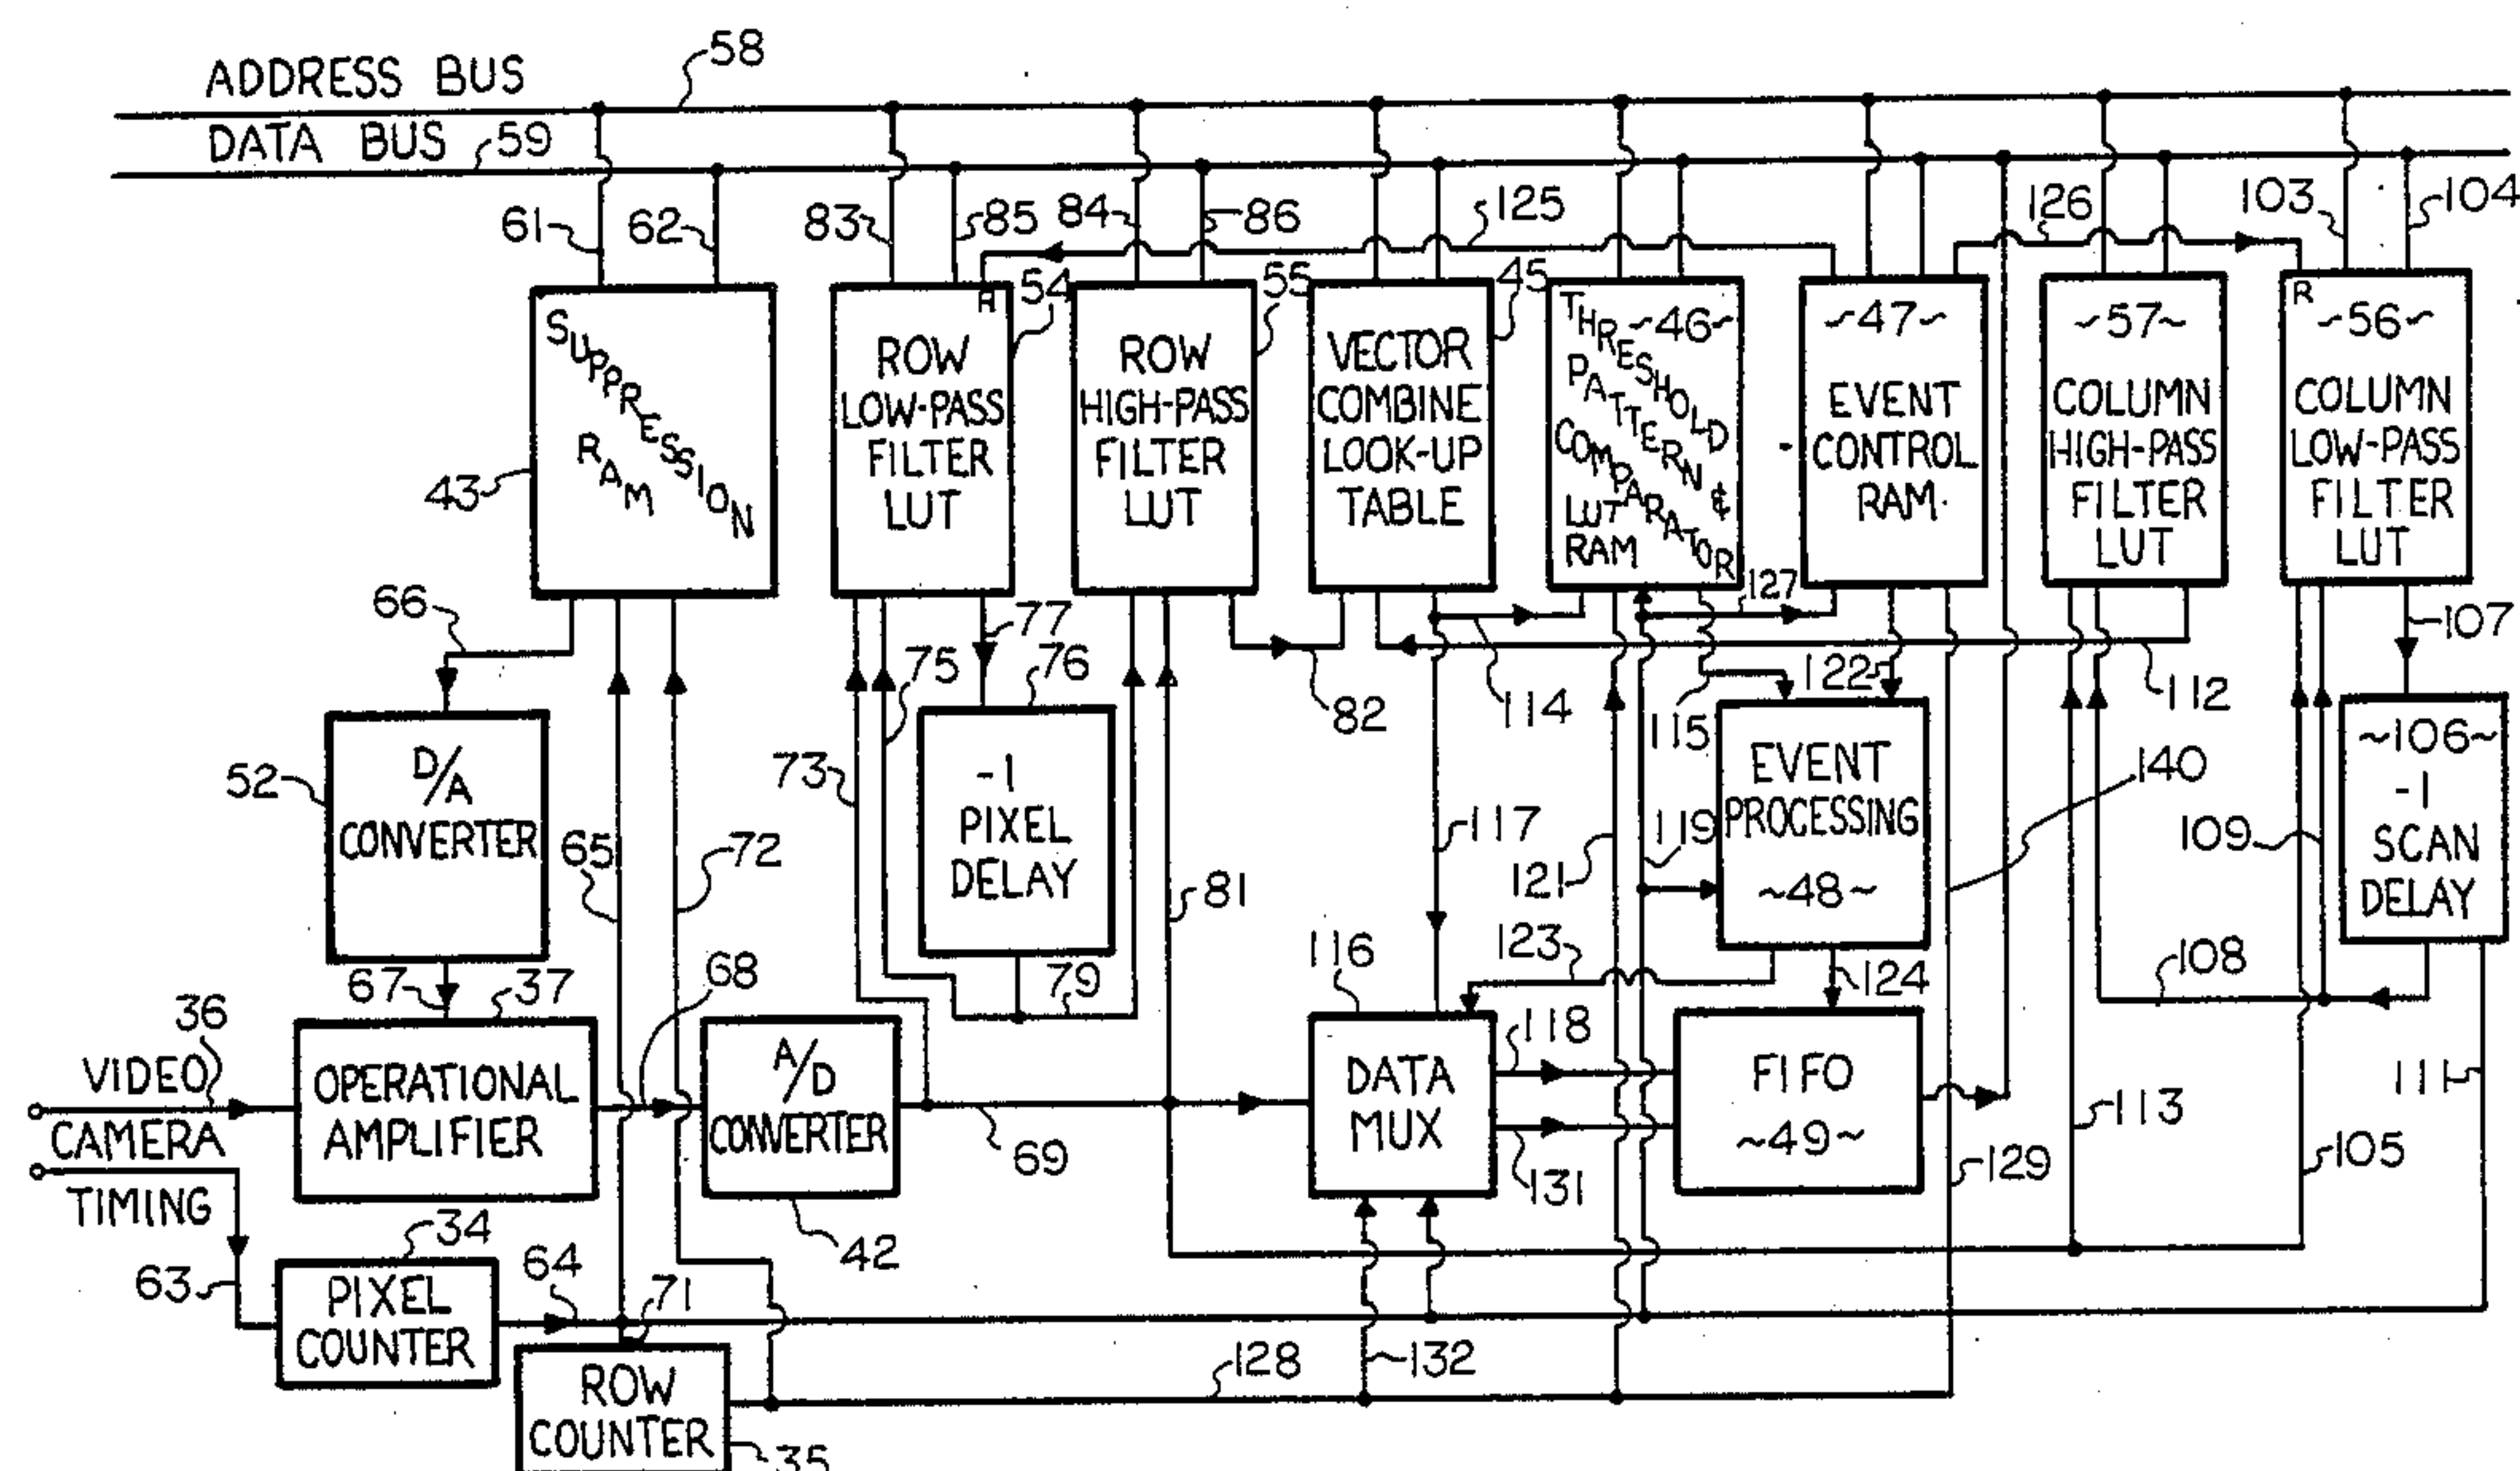 ADDRESS BUS
58
DATA BUS
59
61
62
83
85
84
86
125
126
103
104
SUPPRESSION
RAM
43
R
54
ROW
LOW-PASS
FILTER
LUT
55
ROW
HIGH-PASS
FILTER
LUT
45
VECTOR
COMBINE
LOOK-UP
TABLE
THRESHOLD
~46~
PATTERN &
COMPARATOR
LUT
RAM
~47~
EVENT
CONTROL
RAM
~57~
COLUMN
HIGH-PASS
FILTER
LUT
R
~56~
COLUMN
LOW-PASS
FILTER
LUT
66
77
75
76
82
114
127
115
122
112
107
52
D/A
CONVERTER
65
72
73
-1
PIXEL
DELAY
81
117
121
119
EVENT
PROCESSING
~48~
140
109
~106~
-1
SCAN
DELAY
67
37
68
79
116
123
124
108
36
VIDEO
CAMERA
TIMING
OPERATIONAL
AMPLIFIER
A/D
CONVERTER
69
42
DATA
MUX
118
131
FIFO
~49~
129
113
105
111
63
34
PIXEL
COUNTER
64
71
ROW
COUNTER
35
128
132